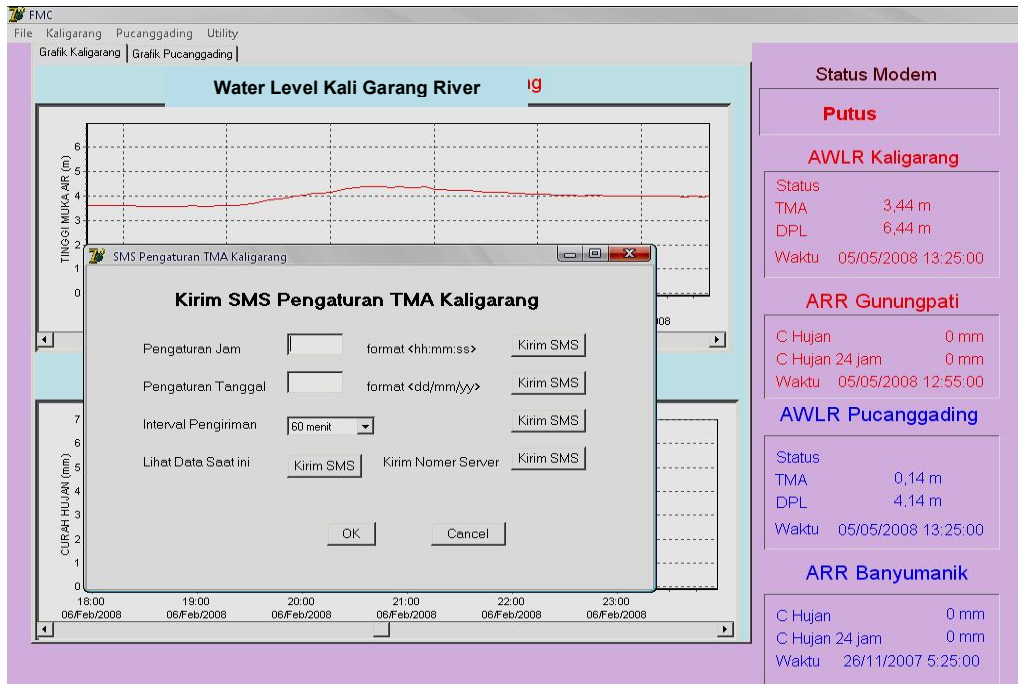 FMC
File Kaligarang Pucanggading Utility
Grafik Kaligarang Grafik Pucanggading
Water Level Kali Garang River
TINGGI MUKA AIR (m)
6
5
4
3
2
1
0
SMS Pengaturan TMA Kaligarang
Kirim SMS Pengaturan TMA Kaligarang
Pengaturan Jam format <hh:mm:ss> Kirim SMS
Pengaturan Tanggal format <dd/mm/yy> Kirim SMS
Interval Pengiriman 60 menit Kirim SMS
Lihat Data Saat ini Kirim SMS Kirim Nomer Server Kirim SMS
OK Cancel
CURAH HUJAN (mm)
7
6
5
4
3
2
1
0
18:00 19:00 20:00 21:00 22:00 23:00
06/Feb/2008 06/Feb/2008 06/Feb/2008 06/Feb/2008 06/Feb/2008 06/Feb/2008
Status Modem
Putus
AWLR Kaligarang
Status
TMA 3,44 m
DPL 6,44 m
Waktu 05/05/2008 13:25:00
ARR Gunungpati
C Hujan 0 mm
C Hujan 24 jam 0 mm
Waktu 05/05/2008 12:55:00
AWLR Pucanggading
Status
TMA 0,14 m
DPL 4,14 m
Waktu 05/05/2008 13:25:00
ARR Banyumanik
C Hujan 0 mm
C Hujan 24 jam 0 mm
Waktu 26/11/2007 5:25:00